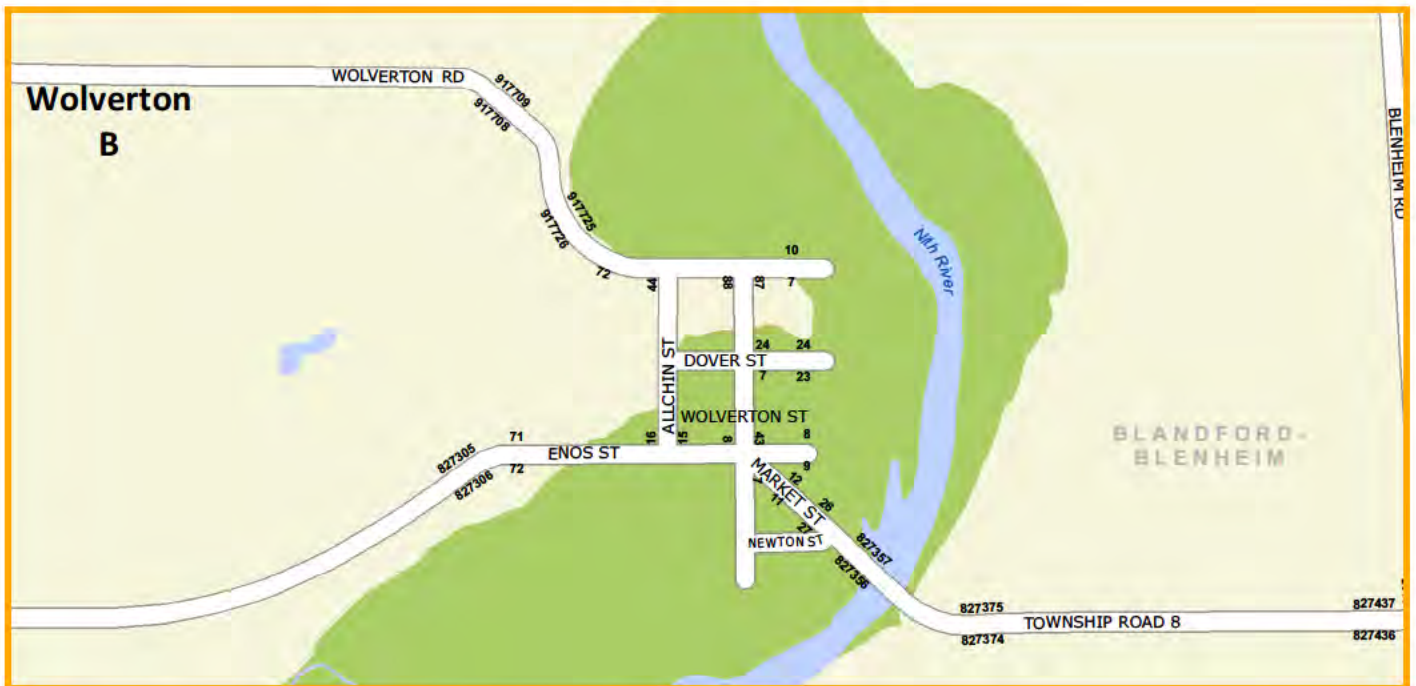 WOLVERTON RD
Wolverton
B
917709
917708
BLENHEIM RD
917725
917726
Nith River
10
72
44
88
87
7
24
24
DOVER ST
7
23
ALLCHIN ST
WOLVERTON ST
71
16
15
8
43
8
ENOS ST
827305
72
827306
9
MARKET ST
12
11
26
BLANDFORD-
BLENHEIM
27
NEWTON ST
827357
827356
827375
827437
TOWNSHIP ROAD 8
827374
827436